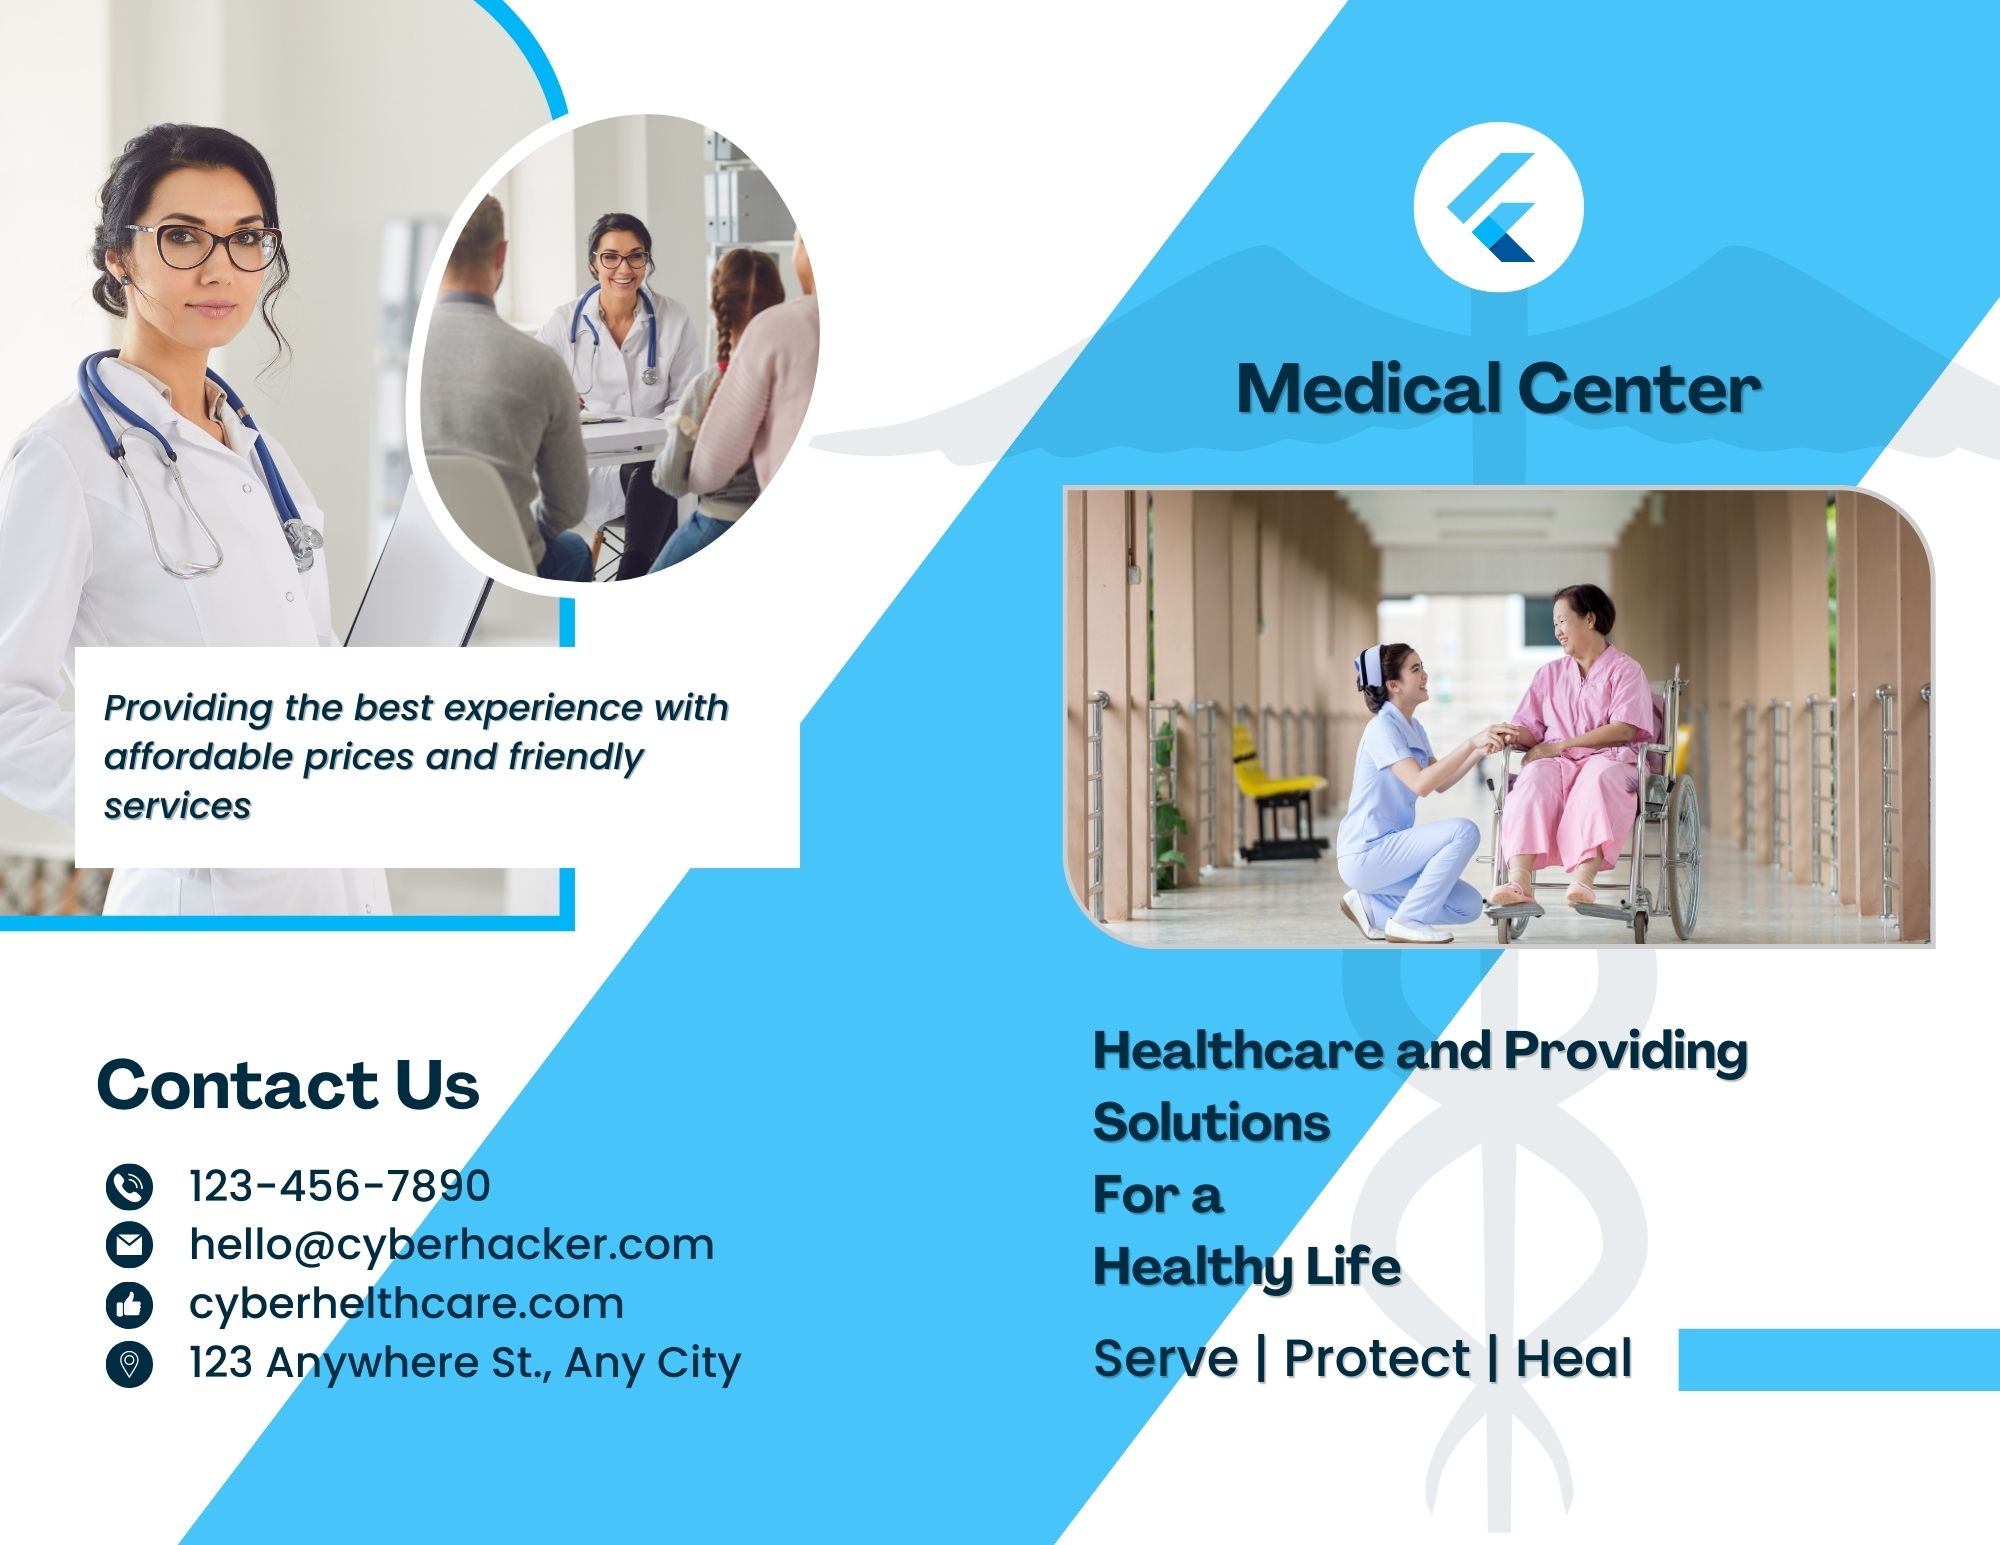 Providing the best experience with
affordable prices and friendly
services
Contact Us
123-456-7890
hello@cyberhacker.com
cyberhelthcare.com
123 Anywhere St., Any City
Medical Center
Healthcare and Providing
Solutions
For a
Healthy Life
Serve | Protect | Heal